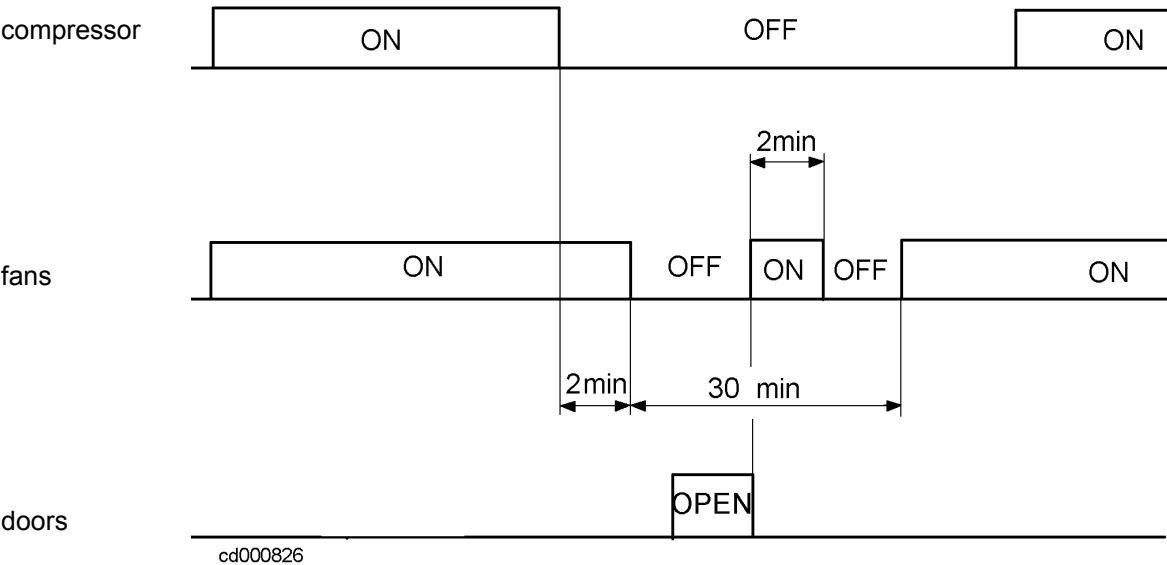 compressor
ON
OFF
ON
2min
fans
ON
OFF
ON
OFF
ON
2min
30 min
doors
OPEN
cd000826